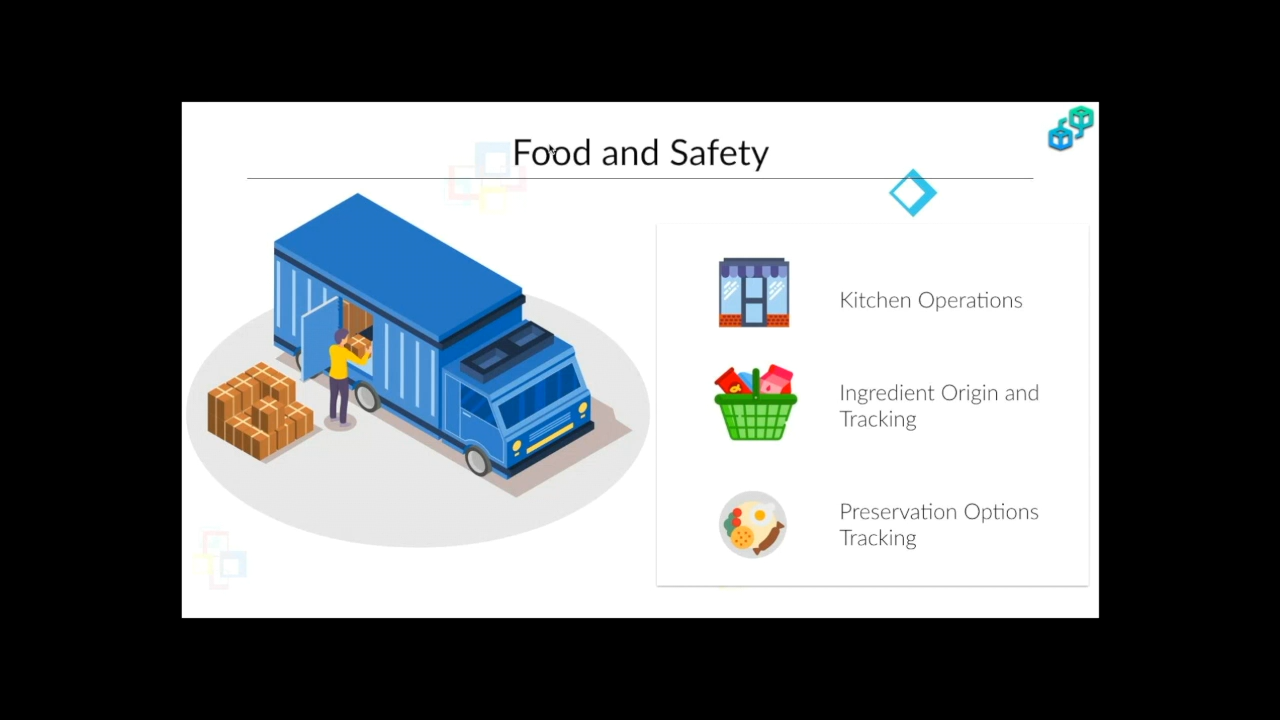 Food and Safety
Kitchen Operations
Ingredient Origin and
Tracking
Preservation Options
Tracking